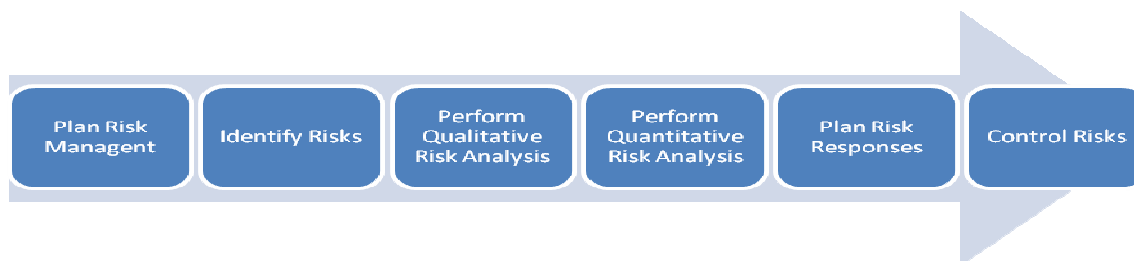 Plan Risk
Managent
Identify Risks
Perform
Qualitative
Risk Analysis
Perform
Quantitative
Risk Analysis
Plan Risk
Responses
Control Risks